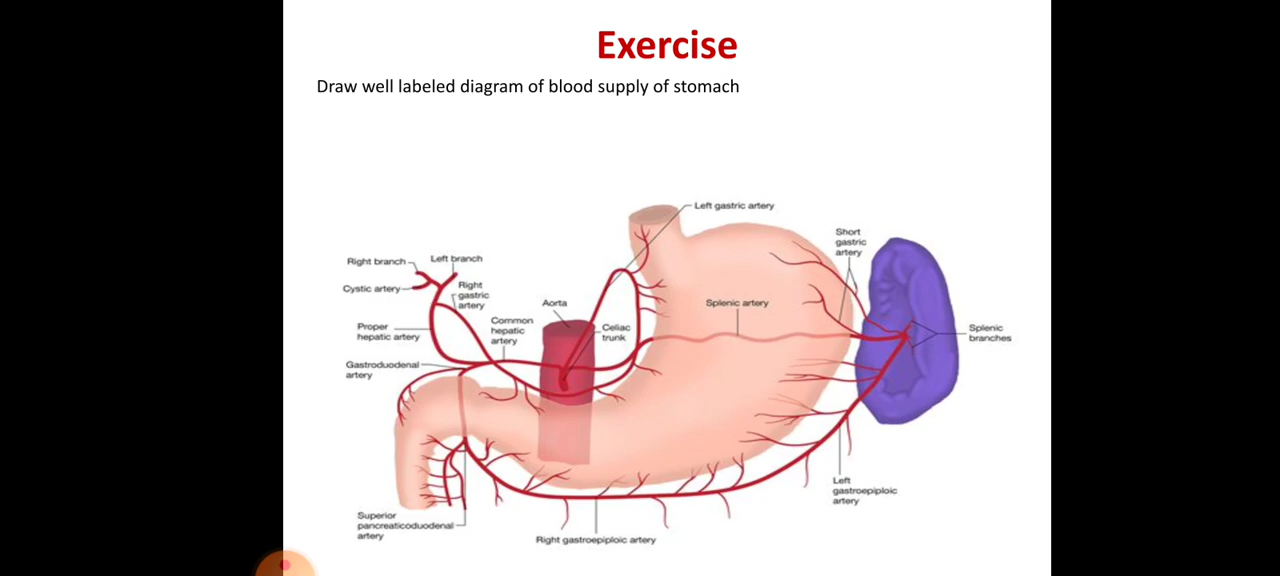 Exercise
Draw well labeled diagram of blood supply of stomach
Left gastric artery
Short
gastric
artery
Right branch
Left branch
Cystic artery
Right
gastric
artery
Aorta
Splenic artery
Common
hepatic
artery
Celiac
trunk
Proper
hepatic artery
Splenic
branches
Gastroduodenal
artery
Left
gastroepiploic
artery
Superior
pancreaticoduodenal
artery
Right gastroepiploic artery